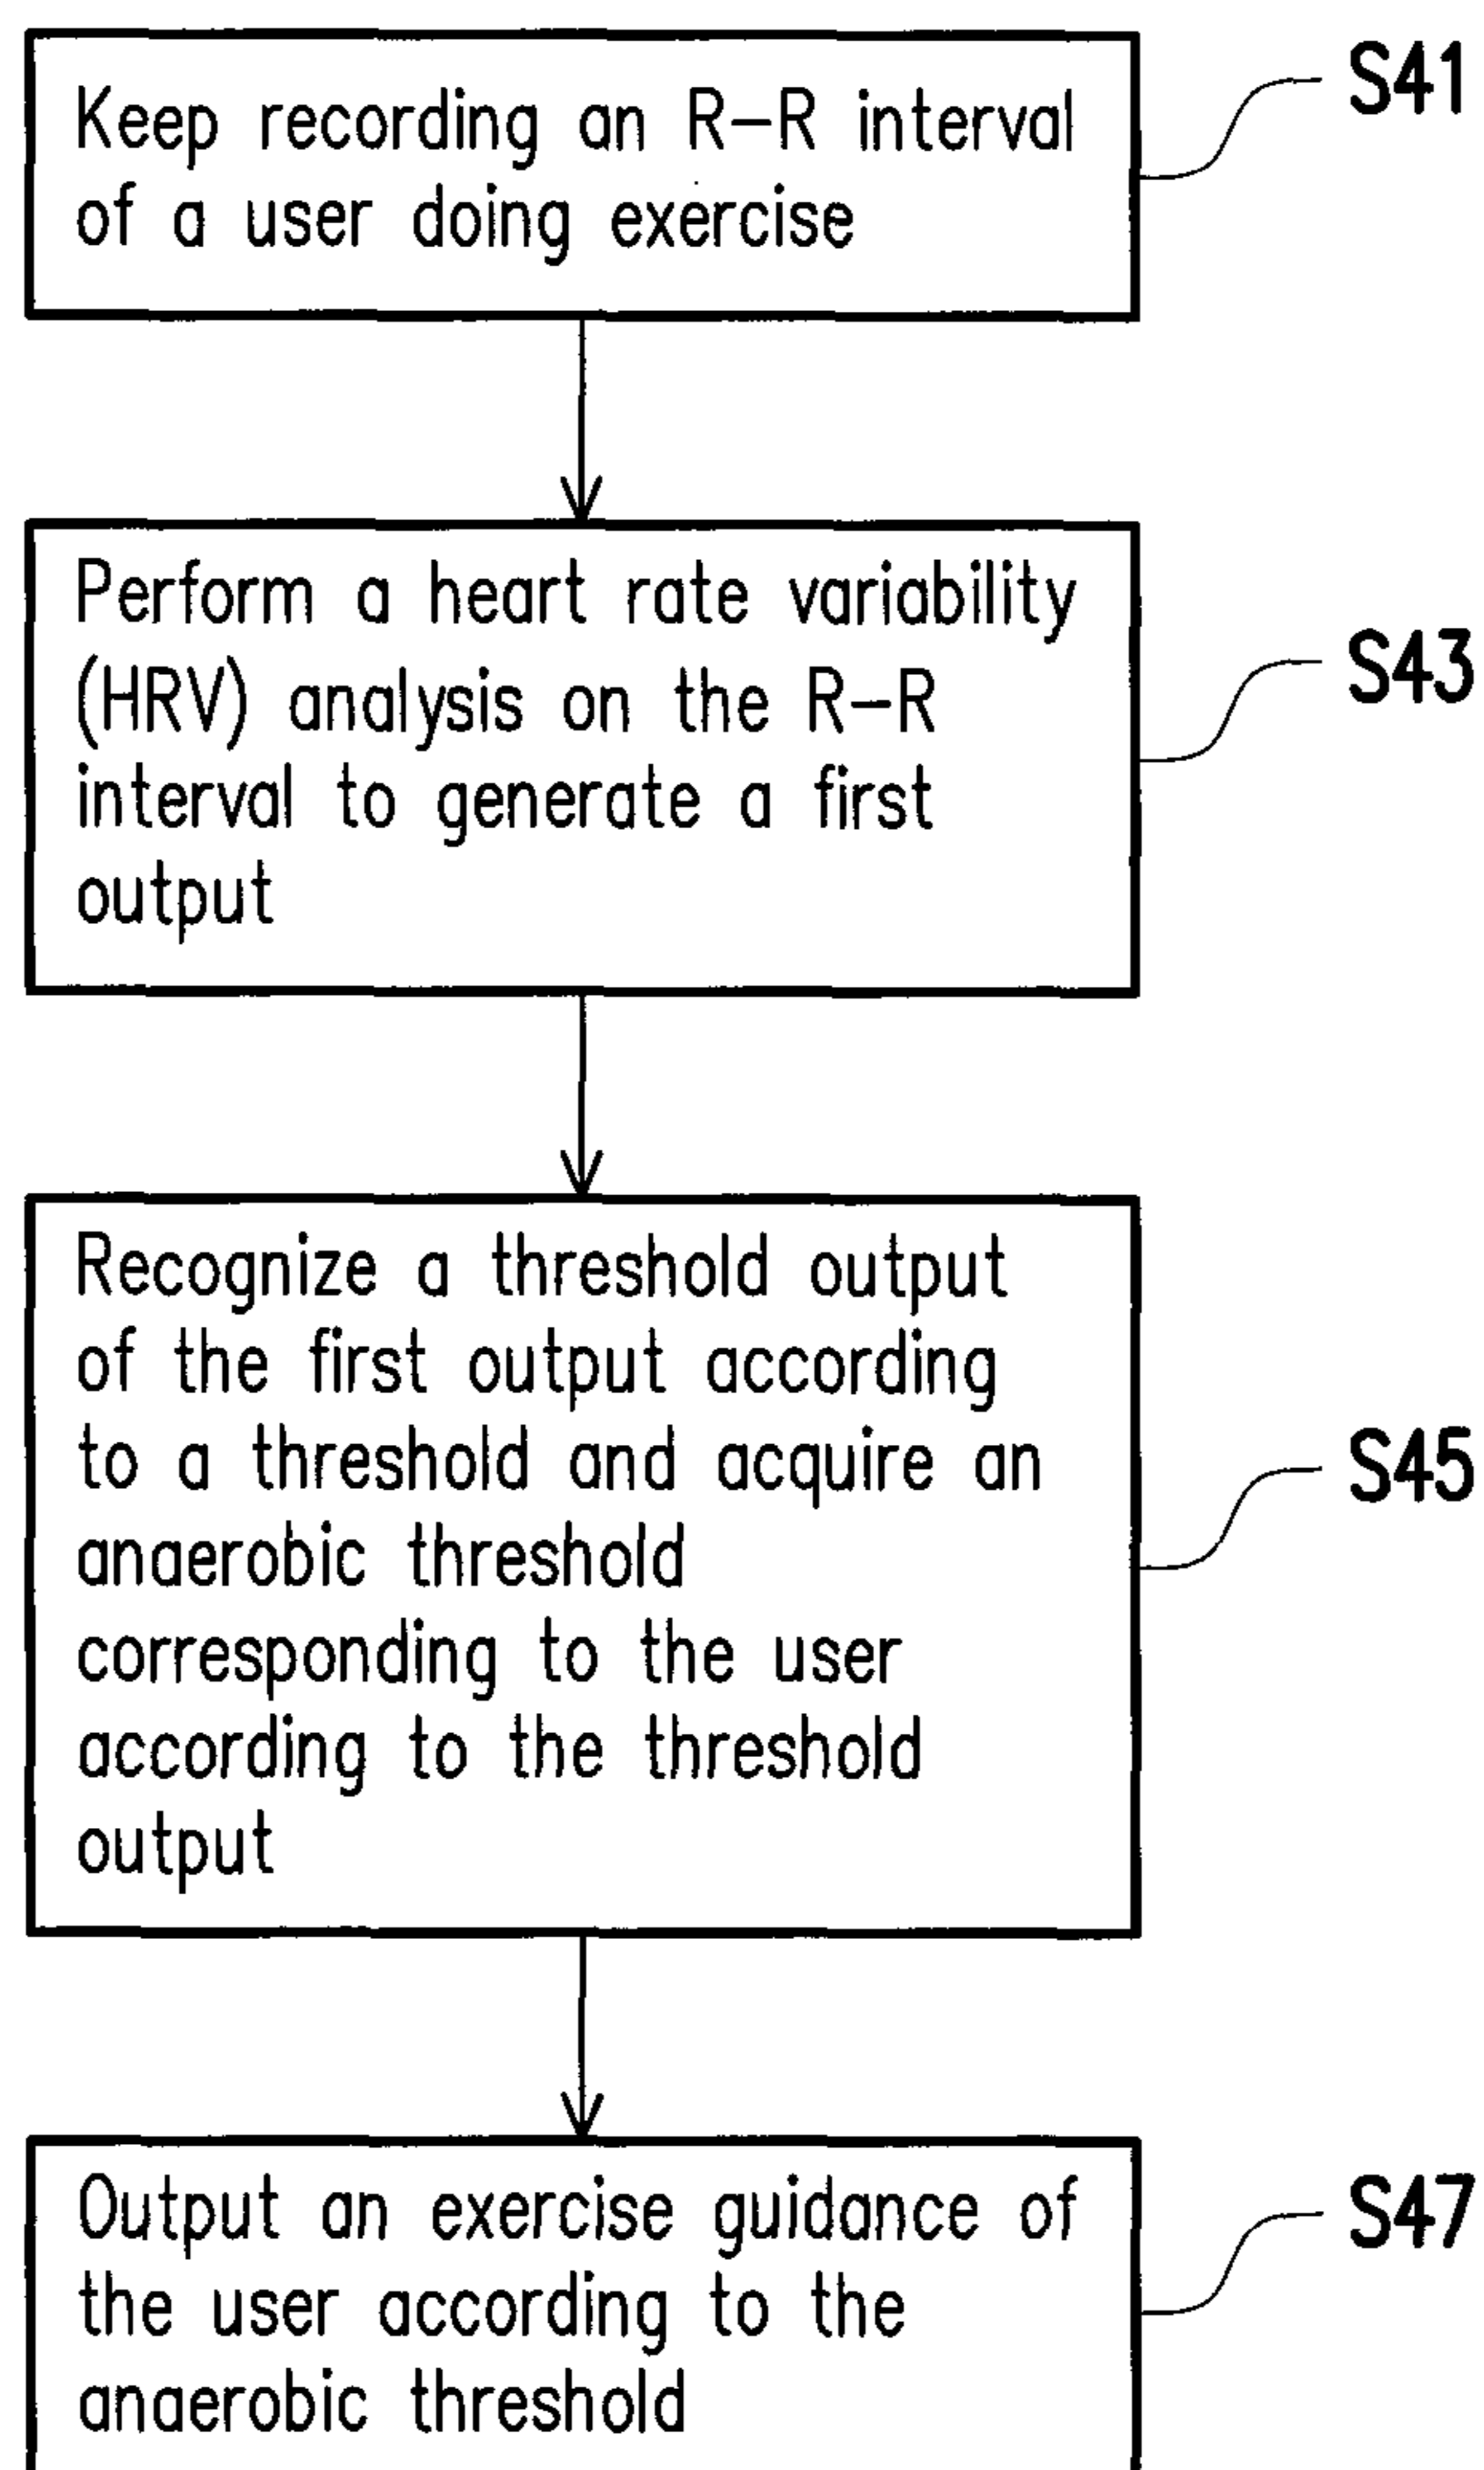 Keep recording an R-R interval
of a user doing exercise
S41
Perform a heart rate variability
(HRV) analysis on the R-R
interval to generate a first
output
S43
Recognize a threshold output
of the first output according
to a threshold and acquire an
anaerobic threshold
corresponding to the user
according to the threshold
output
S45
Output an exercise guidance of
the user according to the
anaerobic threshold
S47